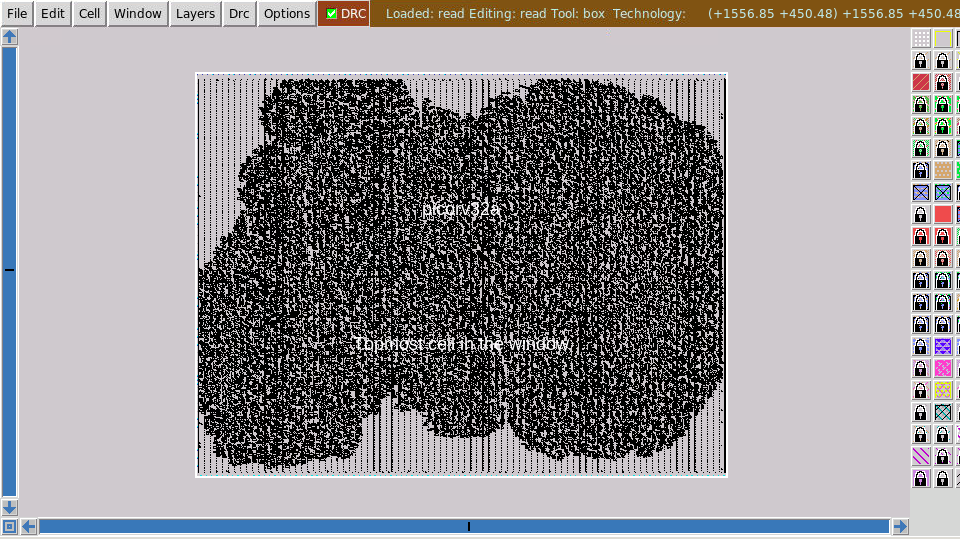 File Edit Cell Window Layers Drc Options DRC Loaded: read Editing: read Tool: box Technology: (+1556.85 +450.48) +1556.85 +450.48
picorv32a
Topmost cell in the window